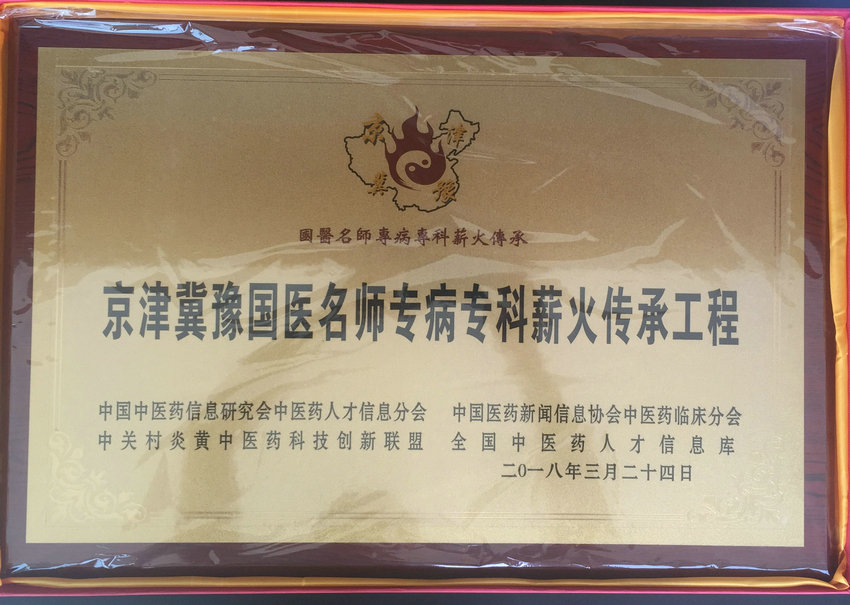 京 津
冀 豫
國醫名師專病專科薪火傳承
京津冀豫国医名师专病专科薪火传承工程
中国中医药信息研究会中医药人才信息分会 中国医药新闻信息协会中医药临床分会
中关村炎黄中医药科技创新联盟 全国中医药人才信息库
二0一八年三月二十四日